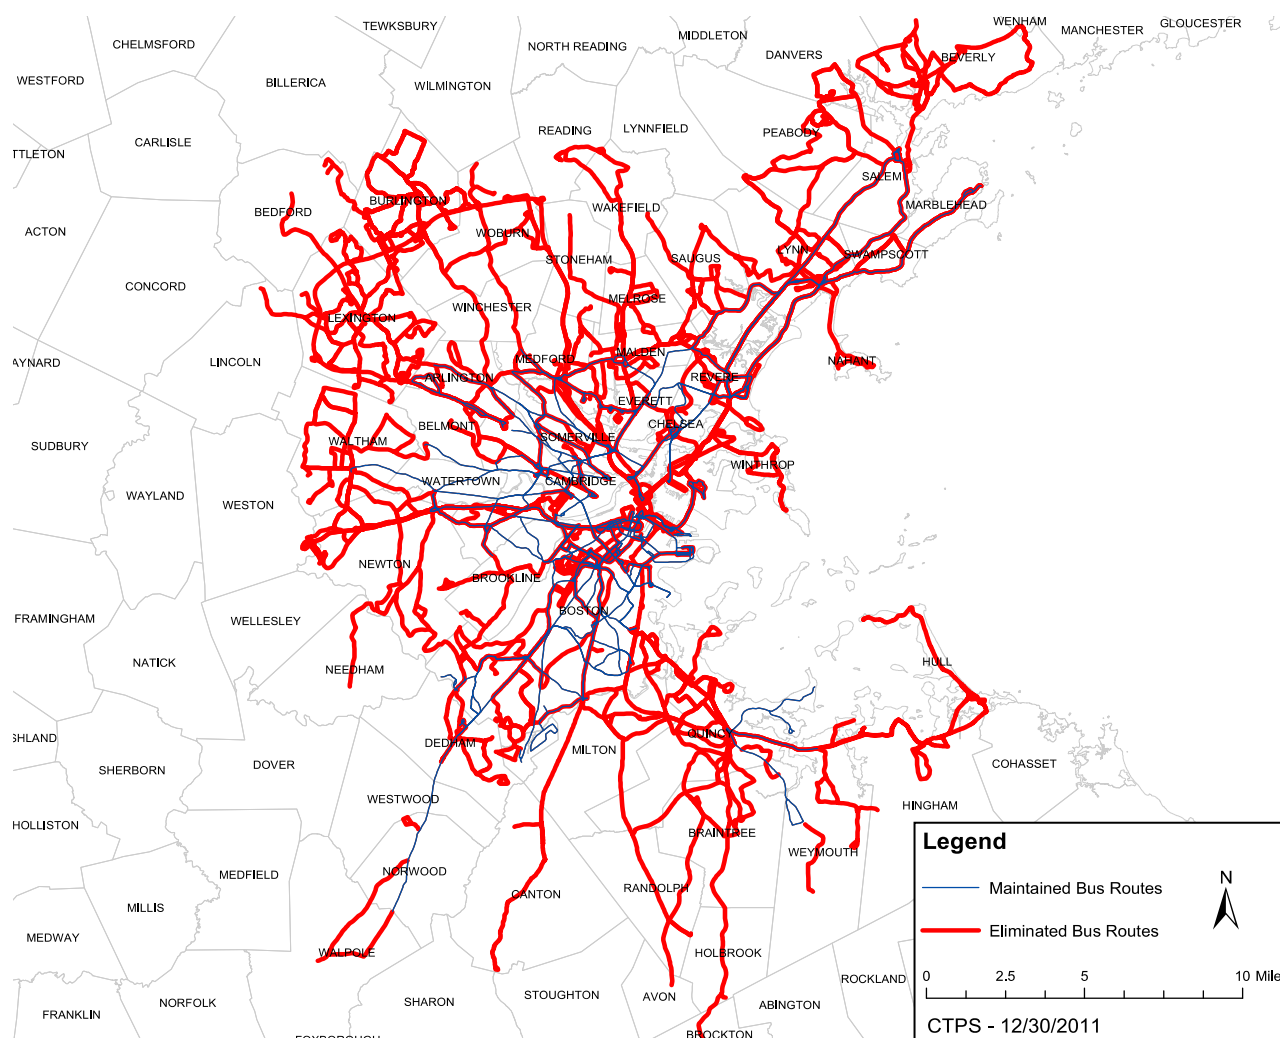 TEWKSBURY
WENHAM
MANCHESTER
GLOUCESTER
CHELMSFORD
NORTH READING
MIDDLETON
DANVERS
BEVERLY
WESTFORD
BILLERICA
WILMINGTON
READING
LYNNFIELD
PEABODY
CARLISLE
TTLETON
SALEM
BEDFORD
BURLINGTON
WAKEFIELD
MARBLEHEAD
ACTON
WOBURN
STONEHAM
SAUGUS
LYNN
SWAMPSCOTT
CONCORD
MELROSE
WINCHESTER
LEXINGTON
AYNARD
LINCOLN
MEDFORD
MALDEN
NAHANT
ARLINGTON
REVERE
EVERETT
BELMONT
CHELSEA
SUDBURY
WALTHAM
SOMERVILLE
WINTHROP
WATERTOWN
CAMBRIDGE
WAYLAND
WESTON
NEWTON
BROOKLINE
BOSTON
FRAMINGHAM
WELLESLEY
NATICK
NEEDHAM
HULL
SHLAND
DEDHAM
MILTON
QUINCY
SHERBORN
DOVER
COHASSET
WESTWOOD
HINGHAM
HOLLISTON
BRAINTREE
WEYMOUTH
MEDFIELD
NORWOOD
CANTON
RANDOLPH
MILLIS
MEDWAY
WALPOLE
HOLBROOK
ROCKLAND
NORFOLK
SHARON
STOUGHTON
AVON
ABINGTON
FRANKLIN
FOXBOROUGH
BROCKTON
Legend
Maintained Bus Routes
Eliminated Bus Routes
N
0 2.5 5 10 Mile
CTPS - 12/30/2011